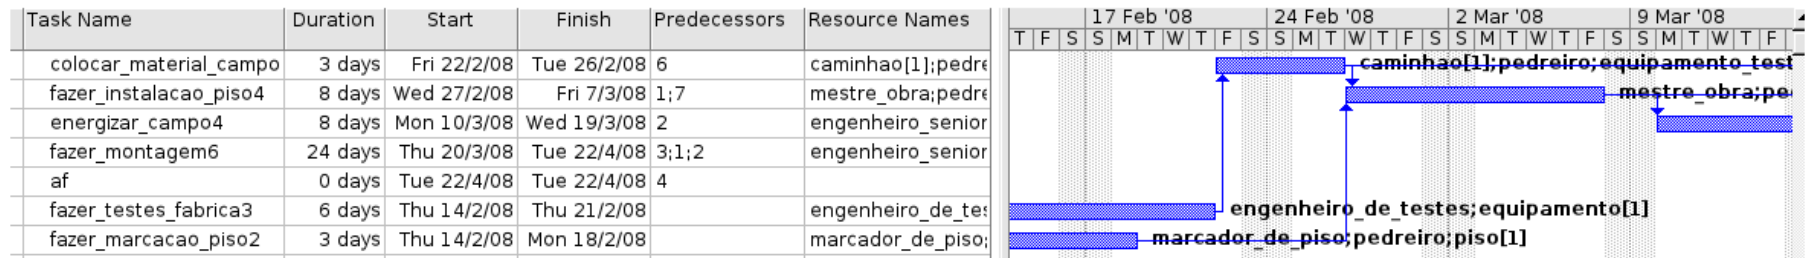 Task Name Duration Start Finish Predecessors Resource Names 17 Feb '08 24 Feb '08 2 Mar '08 9 Mar '08
T F S S M T W T F S S M T W T F S S M T W T F S S M T W T F
colocar_material_campo 3 days Fri 22/2/08 Tue 26/2/08 6 caminhao[1];pedre caminhao[1];pedreiro;equipamento_test
fazer_instalacao_piso4 8 days Wed 27/2/08 Fri 7/3/08 1;7 mestre_obra;pedre mestre_obra;pe
energizar_campo4 8 days Mon 10/3/08 Wed 19/3/08 2 engenheiro_senior
fazer_montagem6 24 days Thu 20/3/08 Tue 22/4/08 3;1;2 engenheiro_senior
af 0 days Tue 22/4/08 Tue 22/4/08 4
fazer_testes_fabrica3 6 days Thu 14/2/08 Thu 21/2/08 engenheiro_de_tes engenheiro_de_testes;equipamento[1]
fazer_marcacao_piso2 3 days Thu 14/2/08 Mon 18/2/08 marcador_de_piso; marcador_de_piso;pedreiro;piso[1]